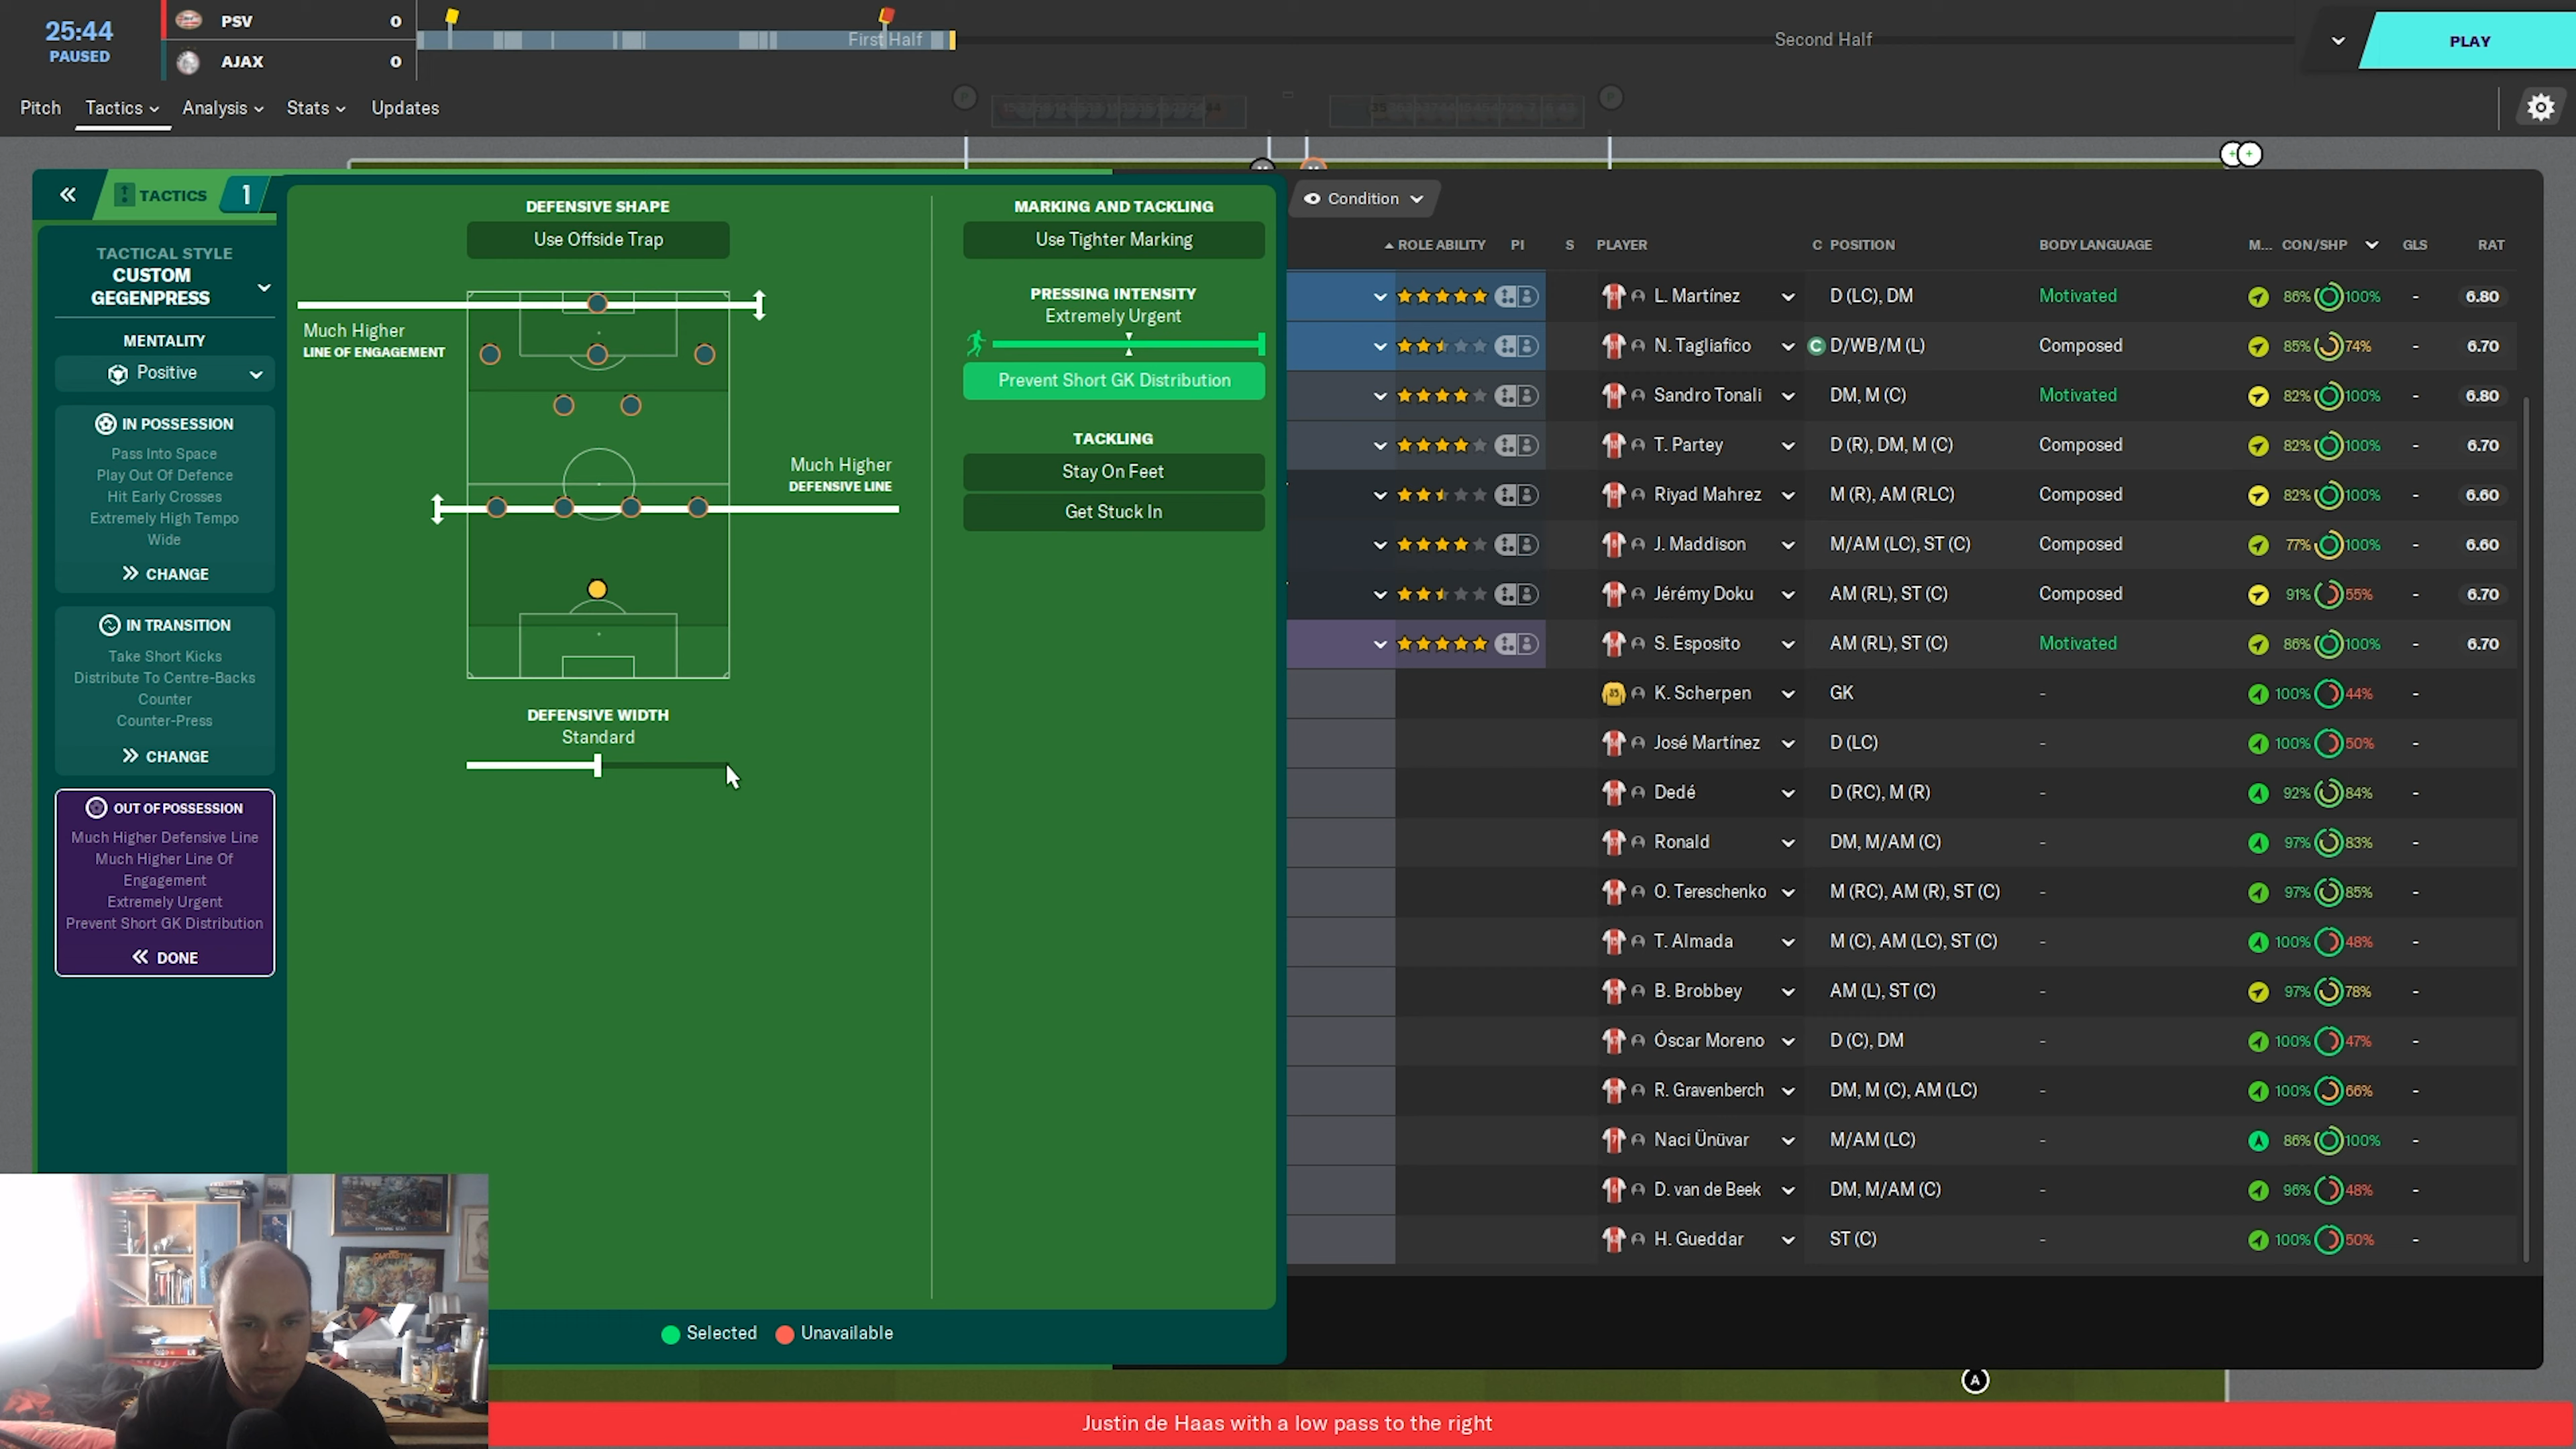 25:44
PAUSED
PSV 0
AJAX 0
First Half
Second Half
PLAY
Pitch Tactics Analysis Stats Updates
TACTICS 1
TACTICAL STYLE
CUSTOM
GEGENPRESS
MENTALITY
Positive
IN POSSESSION
Pass Into Space
Play Out Of Defence
Hit Early Crosses
Extremely High Tempo
Wide
CHANGE
IN TRANSITION
Take Short Kicks
Distribute To Centre-Backs
Counter
Counter-Press
CHANGE
OUT OF POSSESSION
Much Higher Defensive Line
Much Higher Line Of
Engagement
Extremely Urgent
Prevent Short GK Distribution
DONE
DEFENSIVE SHAPE
Use Offside Trap
Much Higher
LINE OF ENGAGEMENT
Much Higher
DEFENSIVE LINE
DEFENSIVE WIDTH
Standard
MARKING AND TACKLING
Use Tighter Marking
PRESSING INTENSITY
Extremely Urgent
Prevent Short GK Distribution
TACKLING
Stay On Feet
Get Stuck In
Selected Unavailable
Condition
ROLE ABILITY PI S PLAYER C POSITION BODY LANGUAGE M... CON/SHP GLS RAT
L. Martínez D (LC), DM Motivated 86% 100% - 6.80
N. Tagliafico C D/WB/M (L) Composed 85% 74% - 6.70
Sandro Tonali DM, M (C) Motivated 82% 100% - 6.80
T. Partey D (R), DM, M (C) Composed 82% 100% - 6.70
Riyad Mahrez M (R), AM (RLC) Composed 82% 100% - 6.60
J. Maddison M/AM (LC), ST (C) Composed 77% 100% - 6.60
Jérémy Doku AM (RL), ST (C) Composed 91% 55% - 6.70
S. Esposito AM (RL), ST (C) Motivated 86% 100% - 6.70
K. Scherpen GK - 100% 44% -
José Martínez D (LC) - 100% 50% -
Dedé D (RC), M (R) - 92% 84% -
Ronald DM, M/AM (C) - 97% 83% -
O. Tereschenko M (RC), AM (R), ST (C) - 97% 85% -
T. Almada M (C), AM (LC), ST (C) - 100% 48% -
B. Brobbey AM (L), ST (C) - 97% 78% -
Óscar Moreno D (C), DM - 100% 47% -
R. Gravenberch DM, M (C), AM (LC) - 100% 66% -
Naci Ünüvar M/AM (LC) - 86% 100% -
D. van de Beek DM, M/AM (C) - 96% 48% -
H. Gueddar ST (C) - 100% 50% -
A
Justin de Haas with a low pass to the right